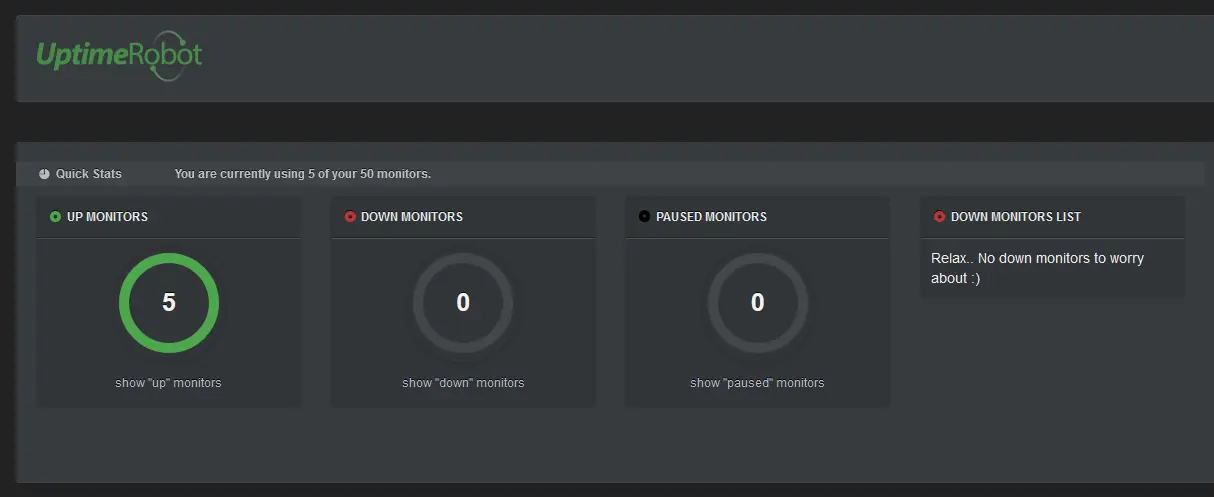 UptimeRobot
Quick Stats
You are currently using 5 of your 50 monitors.
UP MONITORS
5
show "up" monitors
DOWN MONITORS
0
show "down" monitors
PAUSED MONITORS
0
show "paused" monitors
DOWN MONITORS LIST
Relax.. No down monitors to worry
about :)